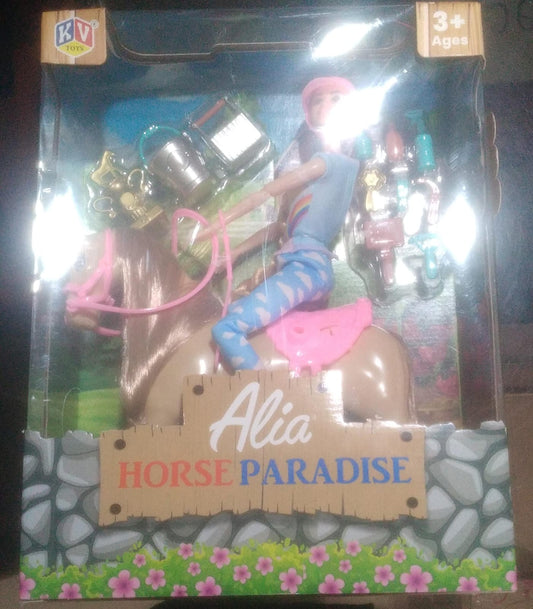 KV
TOYS
3+
Ages
Alia
HORSE PARADISE